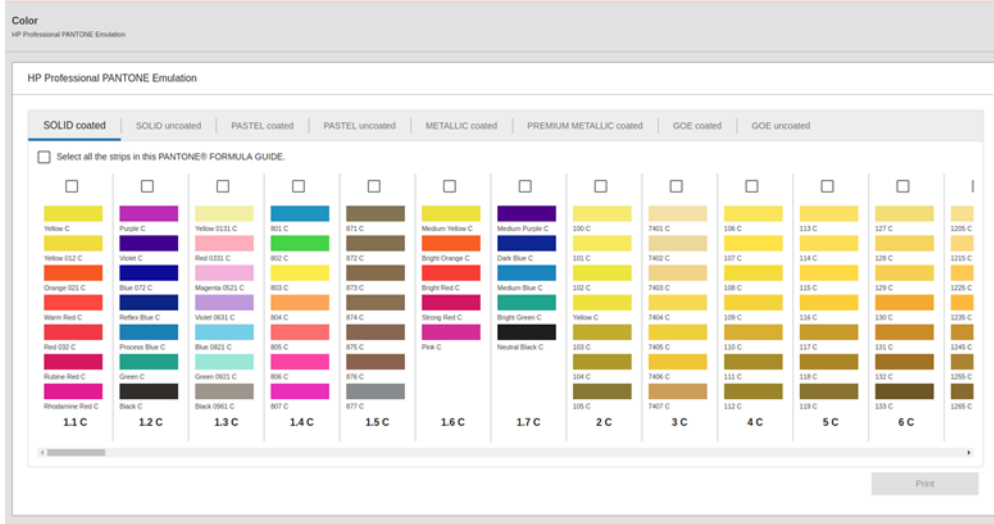 Color
HP Professional PANTONE Emulation
HP Professional PANTONE Emulation
SOLID coated SOLID uncoated PASTEL coated PASTEL uncoated METALLIC coated PREMIUM METALLIC coated GOE coated GOE uncoated
Select all the strips in this PANTONE® FORMULA GUIDE.
Yellow C Purple C Yellow 0131 C 801 C 871 C Medium Yellow C Medium Purple C 100 C 7401 C 106 C 113 C 127 C 1205 C
Yellow 012 C Violet C Red 0331 C 802 C 872 C Bright Orange C Dark Blue C 101 C 7402 C 107 C 114 C 128 C 1215 C
Orange 021 C Blue 072 C Magenta 0521 C 803 C 873 C Bright Red C Medium Blue C 102 C 7403 C 108 C 115 C 129 C 1225 C
Warm Red C Reflex Blue C Violet 0631 C 804 C 874 C Strong Red C Bright Green C Yellow C 7404 C 109 C 116 C 130 C 1235 C
Red 032 C Process Blue C Blue 0821 C 805 C 875 C Pink C Neutral Black C 103 C 7405 C 110 C 117 C 131 C 1245 C
Rubine Red C Green C Green 0921 C 806 C 876 C 104 C 7406 C 111 C 118 C 132 C 1255 C
Rhodamine Red C Black C Black 0961 C 807 C 877 C 105 C 7407 C 112 C 119 C 133 C 1265 C
1.1 C 1.2 C 1.3 C 1.4 C 1.5 C 1.6 C 1.7 C 2 C 3 C 4 C 5 C 6 C
Print